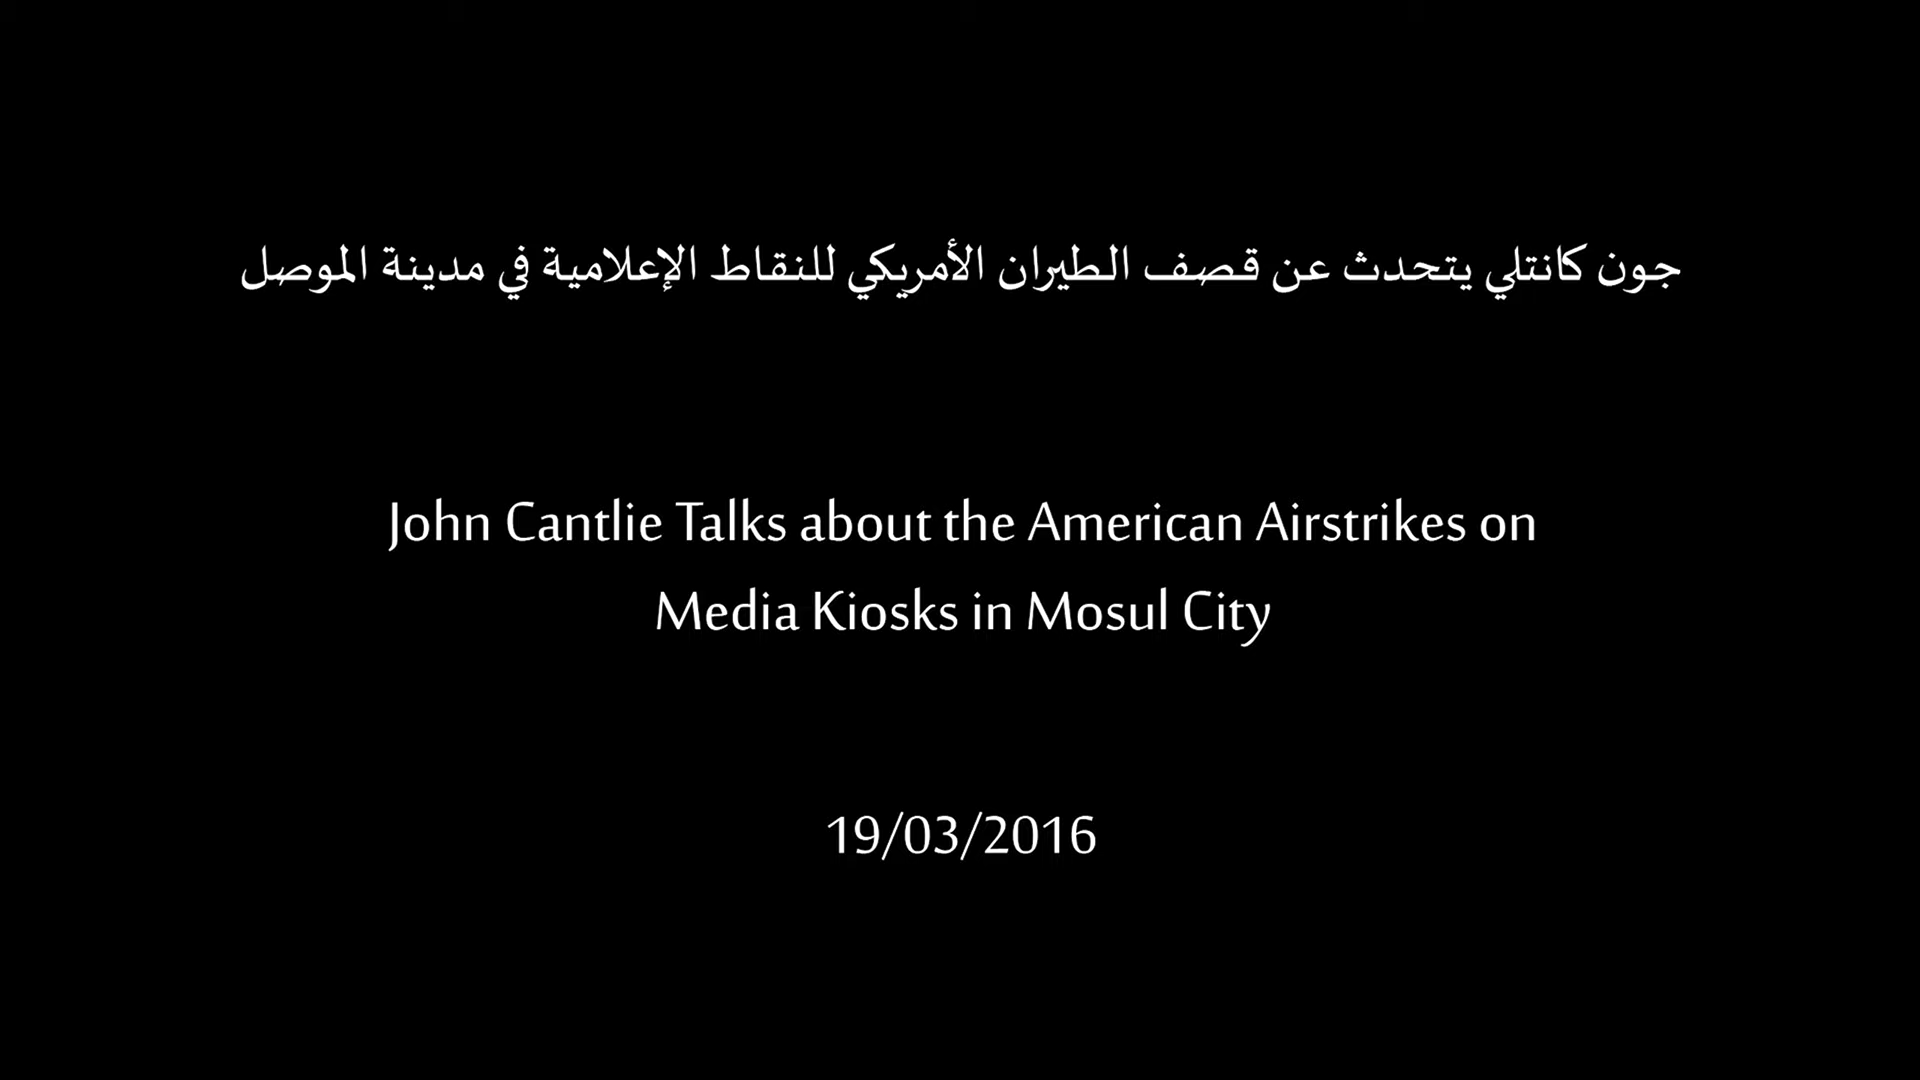 جون كانتلي يتحدث عن قصف الطيران الأمريكي للنقاط الإعلامية في مدينة الموصل
John Cantlie Talks about the American Airstrikes on
Media Kiosks in Mosul City
19/03/2016